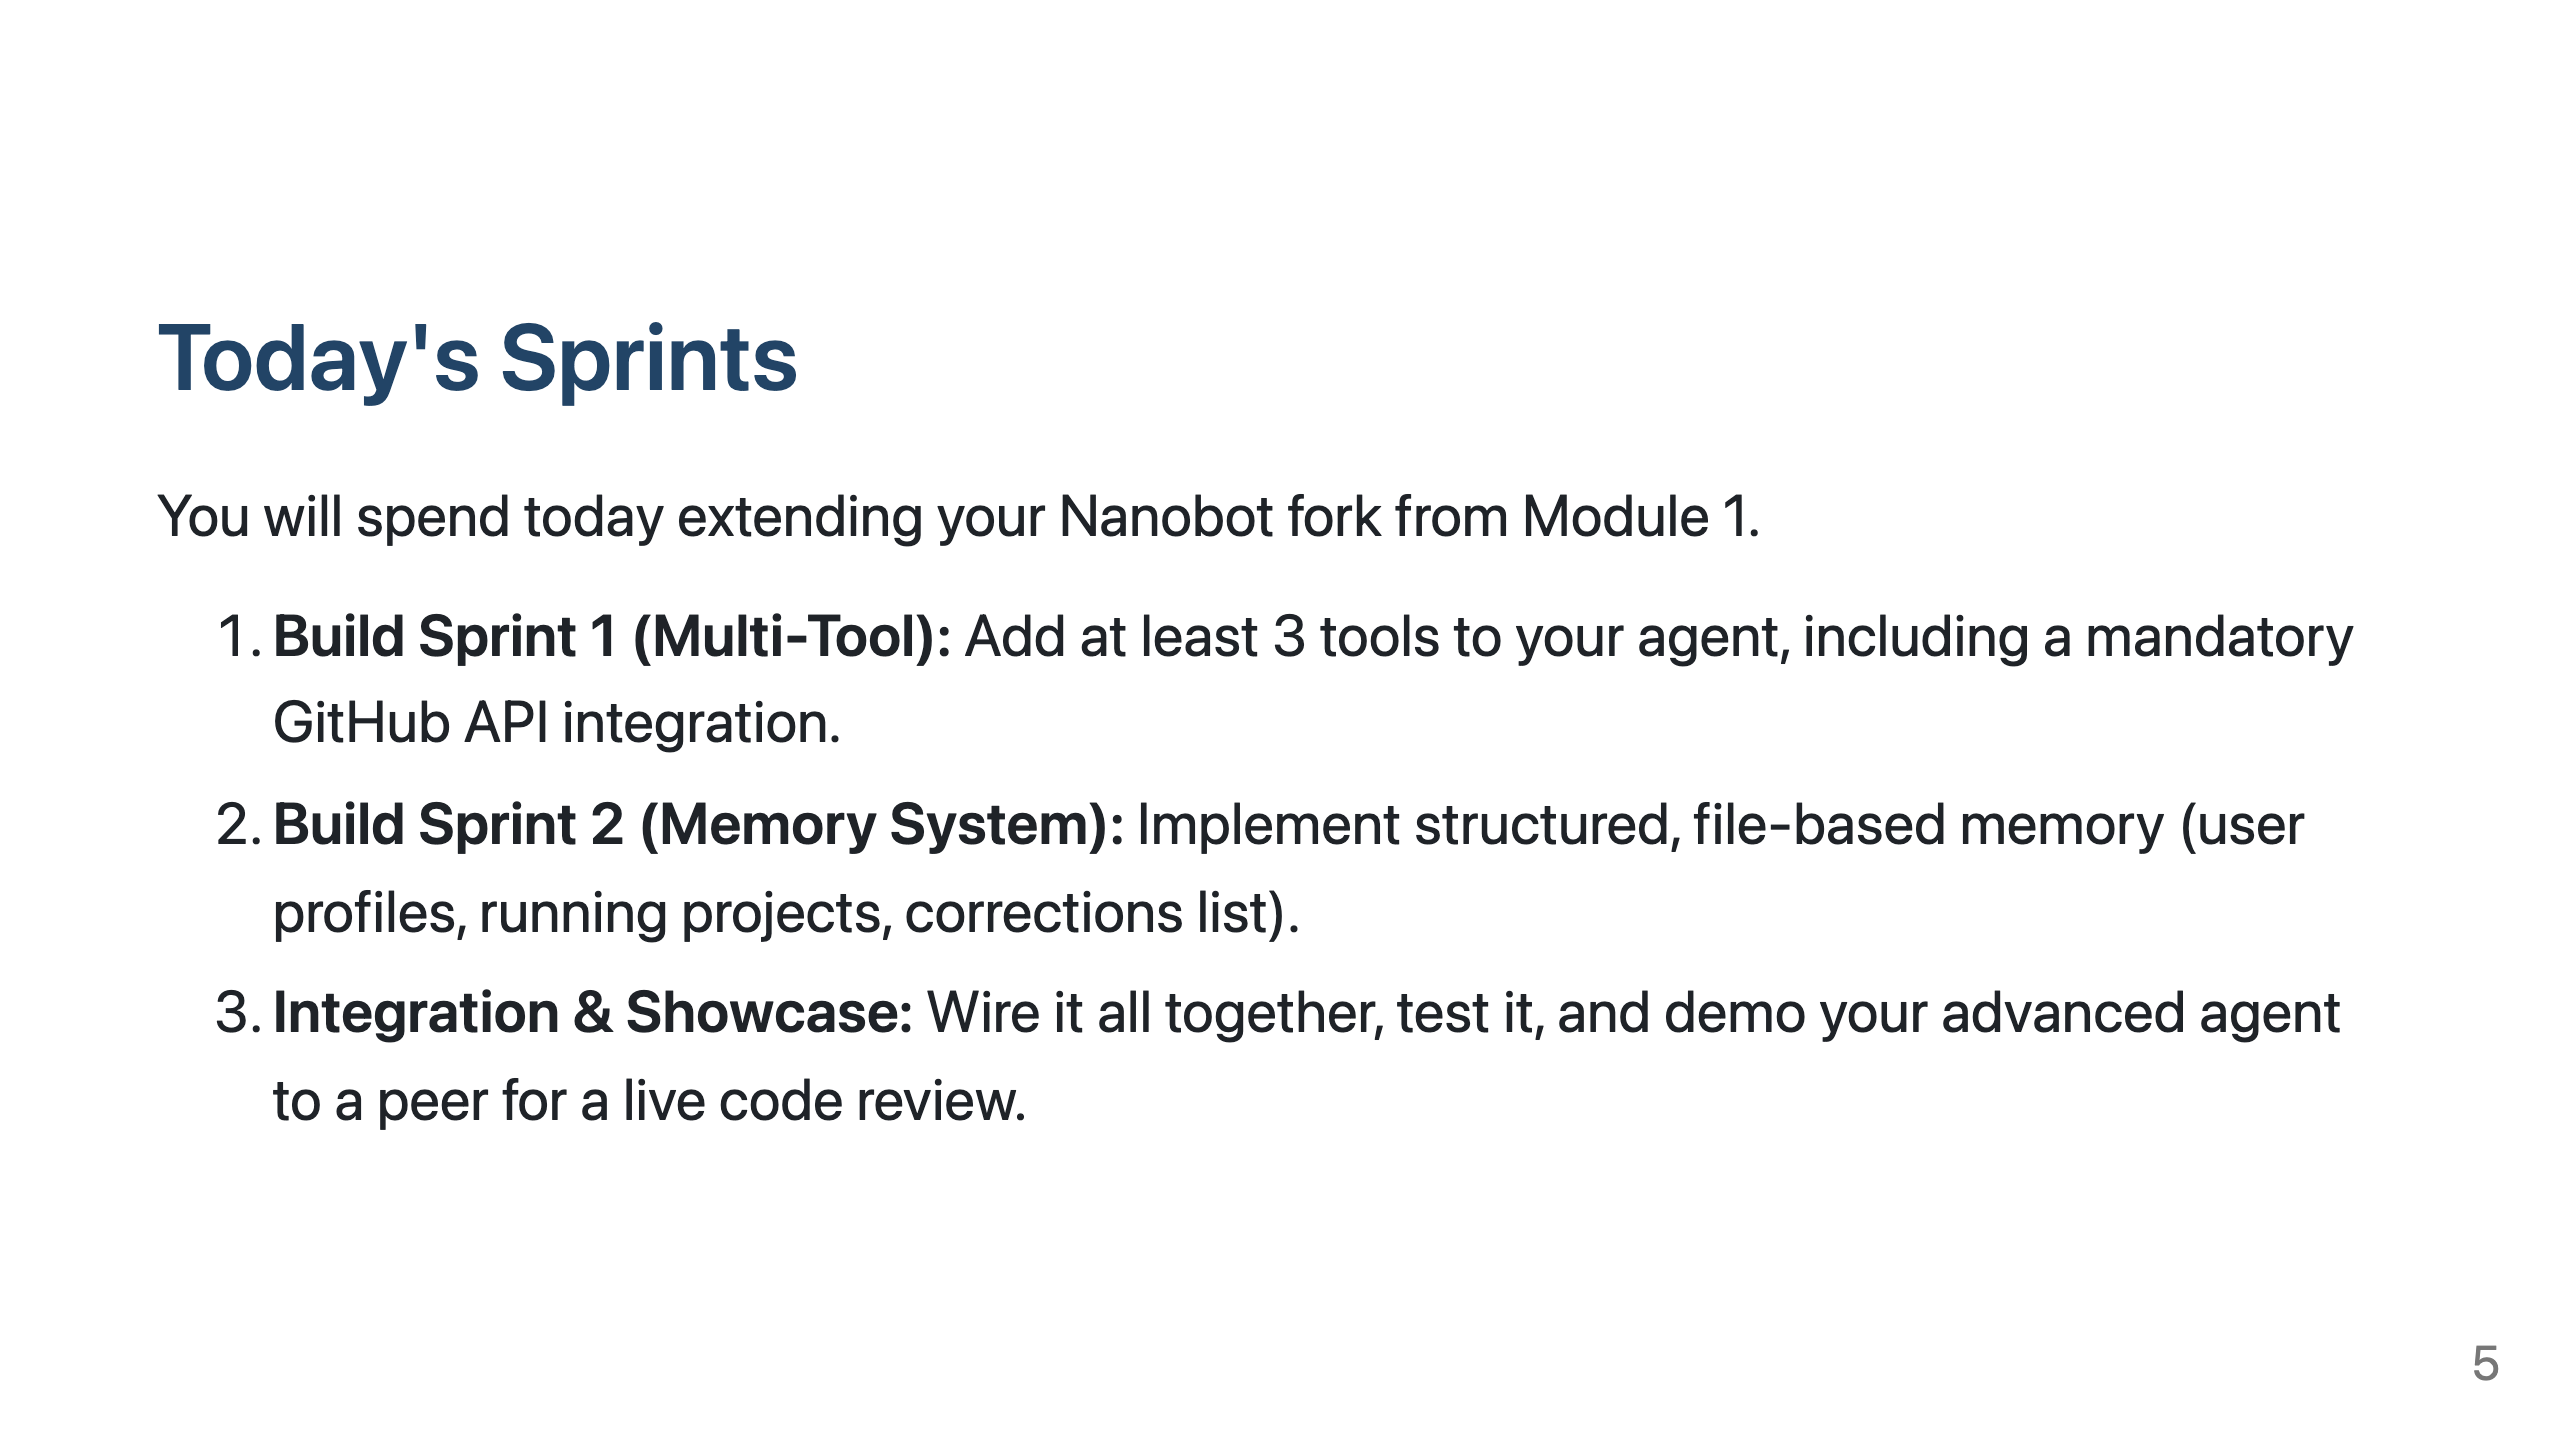 Today's Sprints
You will spend today extending your Nanobot fork from Module 1.
1. Build Sprint 1 (Multi-Tool): Add at least 3 tools to your agent, including a mandatory
GitHub API integration.
2. Build Sprint 2 (Memory System): Implement structured, file-based memory (user
profiles, running projects, corrections list).
3. Integration & Showcase: Wire it all together, test it, and demo your advanced agent
to a peer for a live code review.
5